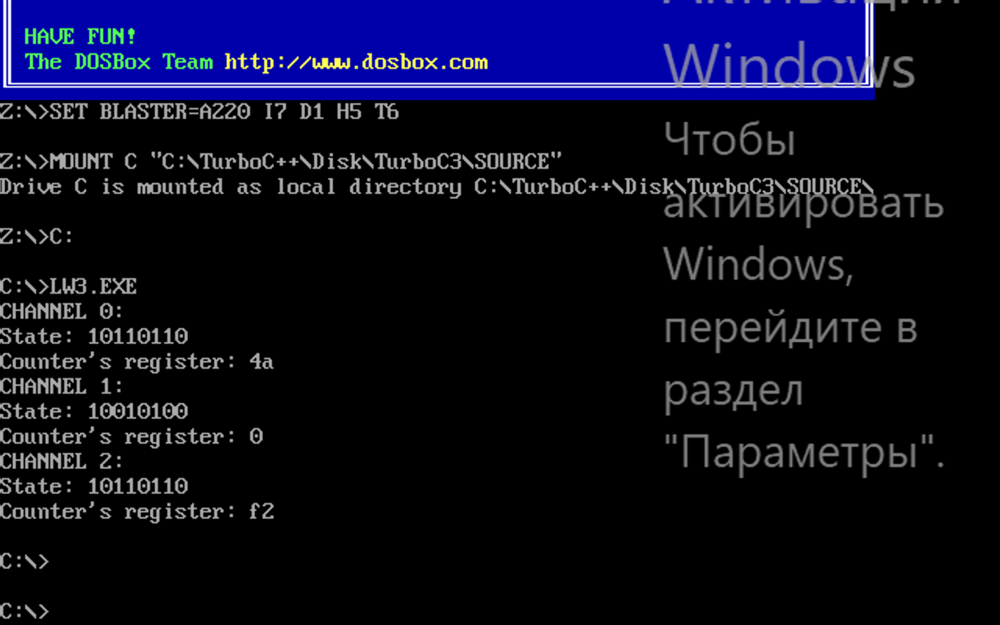 HAVE FUN!
The DOSBox Team http://www.dosbox.com
Z:\>SET BLASTER=A220 I7 D1 H5 T6
Z:\>MOUNT C "C:\TurboC++\Disk\TurboC3\SOURCE"
Drive C is mounted as local directory C:\TurboC++\Disk\TurboC3\SOURCE\
Z:\>C:
C:\>LW3.EXE
CHANNEL 0:
State: 10110110
Counter's register: 4a
CHANNEL 1:
State: 10010100
Counter's register: 0
CHANNEL 2:
State: 10110110
Counter's register: f2
C:\>
C:\>
Windows
Чтобы
активировать
Windows,
перейдите в
раздел
"Параметры".